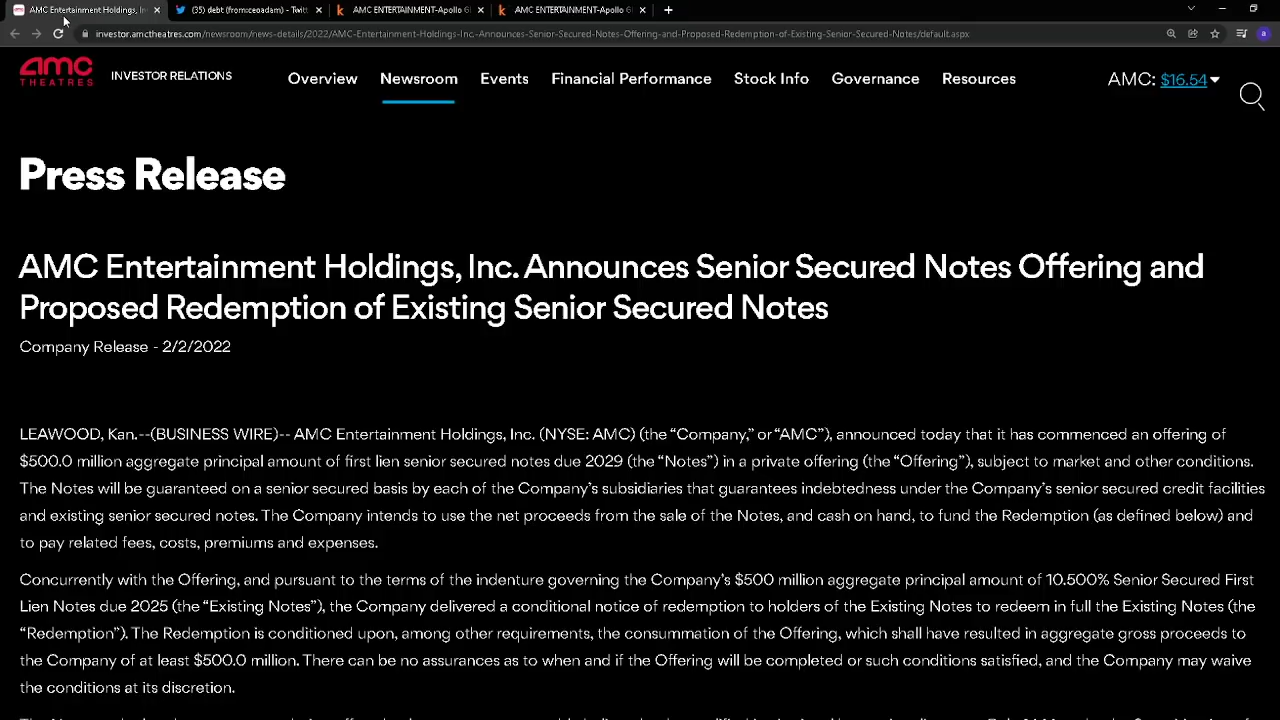 AMC Entertainment Holdings, In
(35) debt (from:ceoadam) - Twitt
AMC ENTERTAINMENT-Apollo Gl
AMC ENTERTAINMENT-Apollo Gl
investor.amctheatres.com/newsroom/news-details/2022/AMC-Entertainment-Holdings-Inc.-Announces-Senior-Secured-Notes-Offering-and-Proposed-Redemption-of-Existing-Senior-Secured-Notes/default.aspx
amc
THEATRES
INVESTOR RELATIONS
Overview Newsroom Events Financial Performance Stock Info Governance Resources
AMC: $16.54
Press Release
AMC Entertainment Holdings, Inc. Announces Senior Secured Notes Offering and
Proposed Redemption of Existing Senior Secured Notes
Company Release - 2/2/2022
LEAWOOD, Kan.--(BUSINESS WIRE)-- AMC Entertainment Holdings, Inc. (NYSE: AMC) (the “Company,” or “AMC”), announced today that it has commenced an offering of
$500.0 million aggregate principal amount of first lien senior secured notes due 2029 (the “Notes”) in a private offering (the “Offering”), subject to market and other conditions.
The Notes will be guaranteed on a senior secured basis by each of the Company’s subsidiaries that guarantees indebtedness under the Company’s senior secured credit facilities
and existing senior secured notes. The Company intends to use the net proceeds from the sale of the Notes, and cash on hand, to fund the Redemption (as defined below) and
to pay related fees, costs, premiums and expenses.
Concurrently with the Offering, and pursuant to the terms of the indenture governing the Company’s $500 million aggregate principal amount of 10.500% Senior Secured First
Lien Notes due 2025 (the “Existing Notes”), the Company delivered a conditional notice of redemption to holders of the Existing Notes to redeem in full the Existing Notes (the
“Redemption”). The Redemption is conditioned upon, among other requirements, the consummation of the Offering, which shall have resulted in aggregate gross proceeds to
the Company of at least $500.0 million. There can be no assurances as to when and if the Offering will be completed or such conditions satisfied, and the Company may waive
the conditions at its discretion.